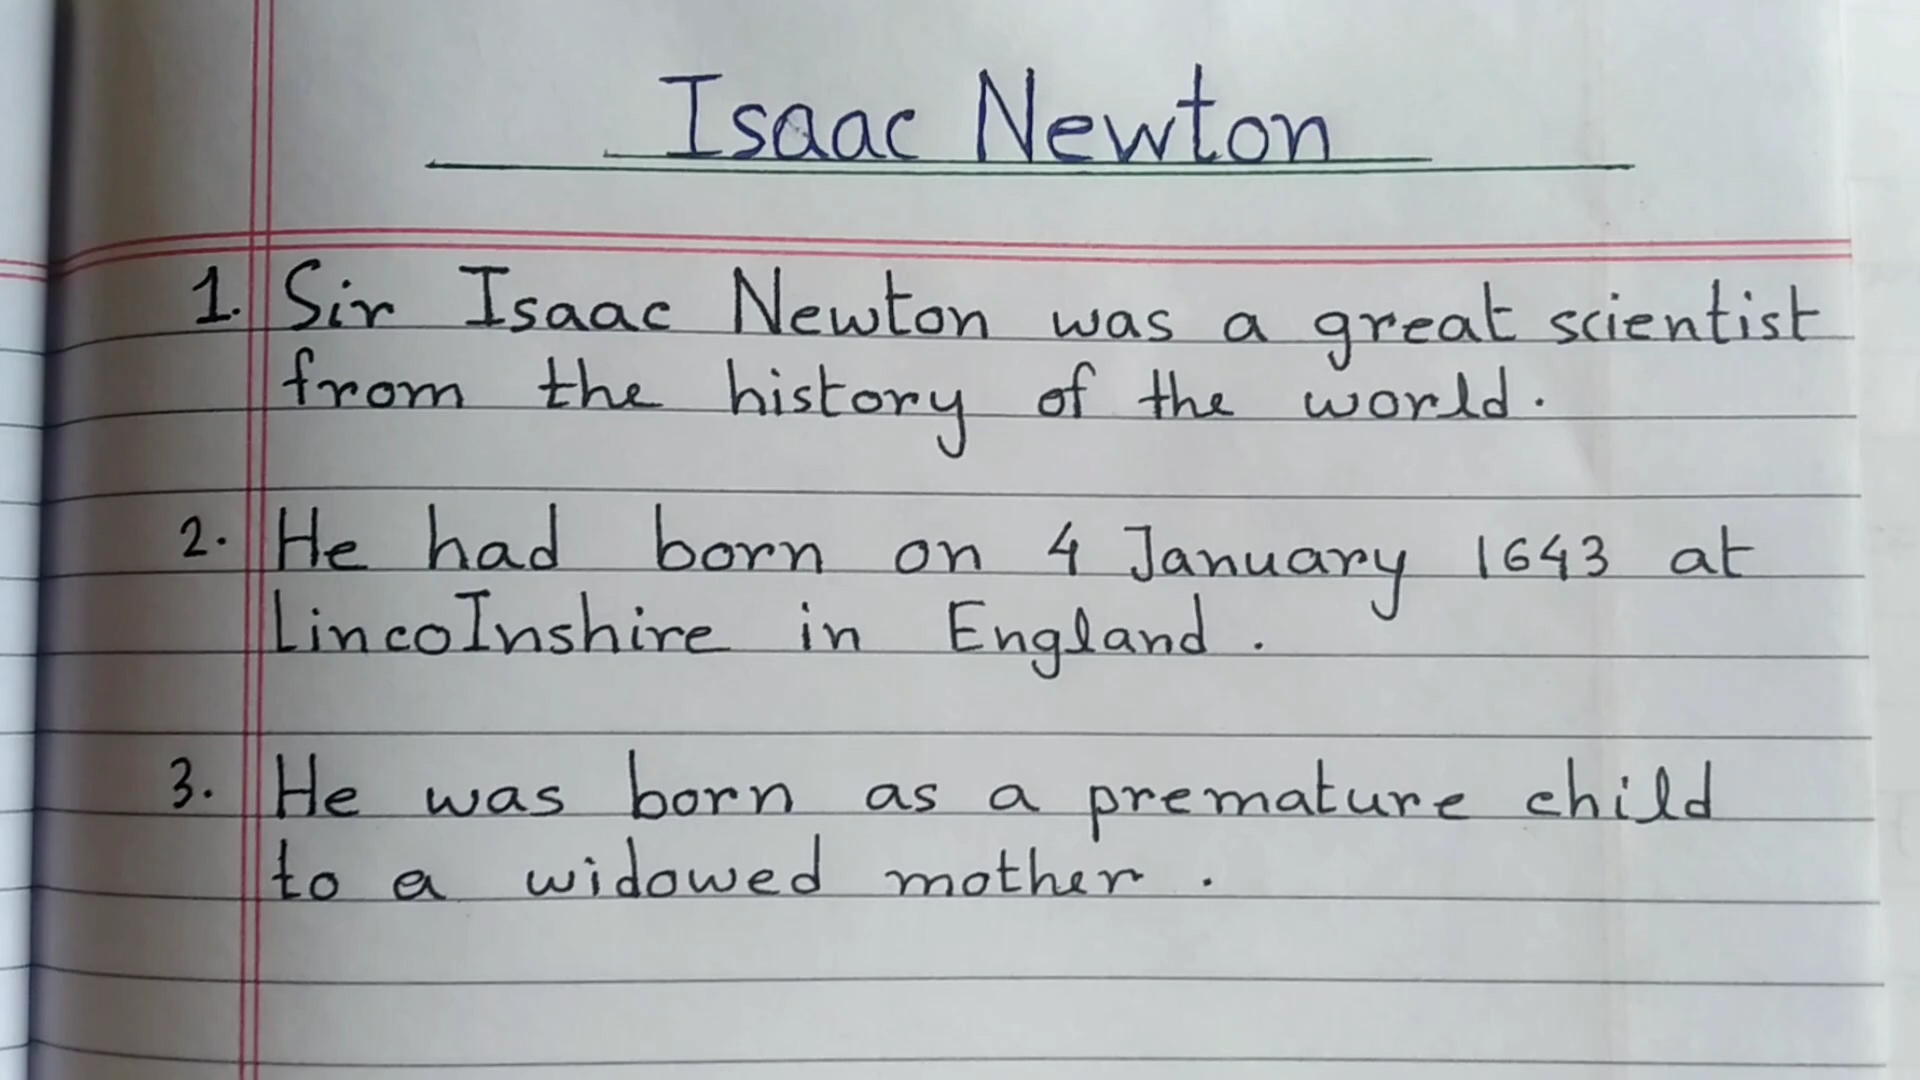 Isaac Newton
1. Sir Isaac Newton was a great scientist
from the history of the world.
2. He had born on 4 January 1643 at
LincoInshire in England.
3. He was born as a premature child
to a widowed mother.